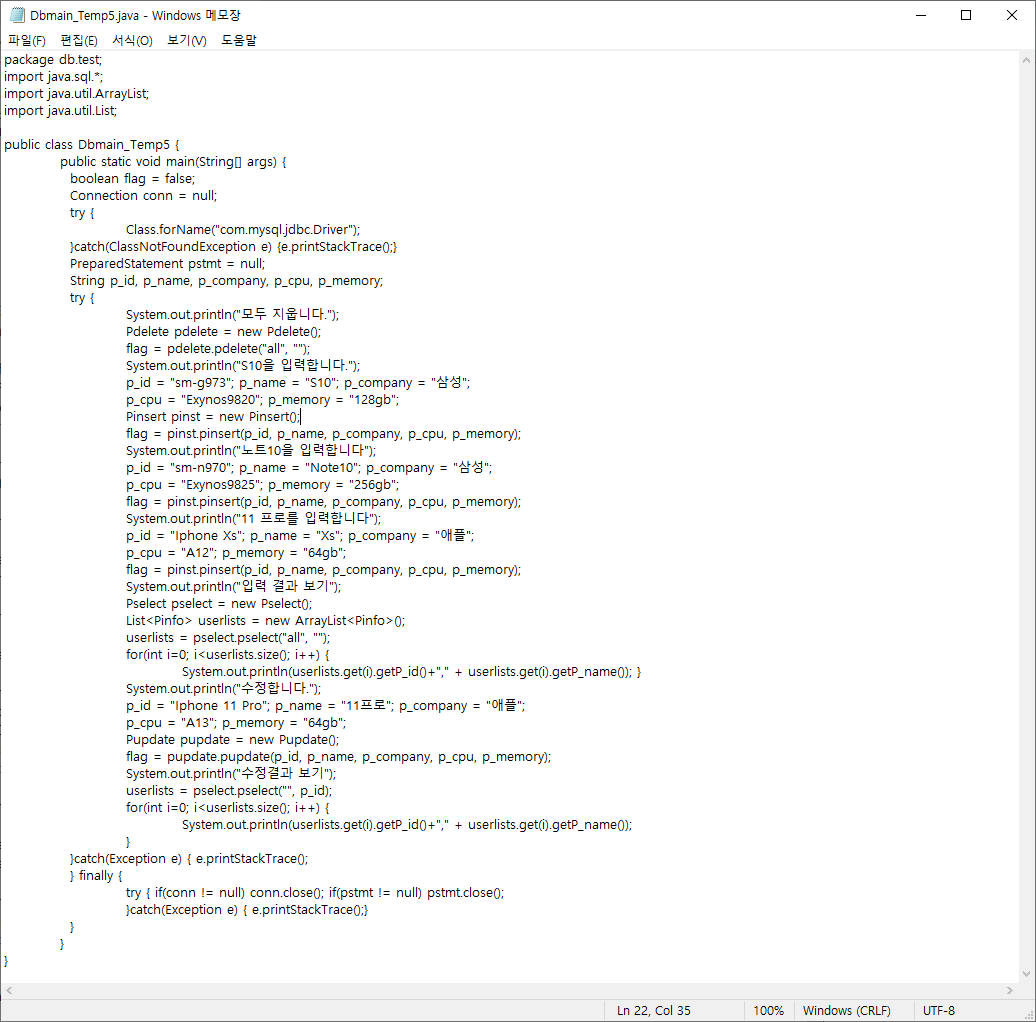 Dbmain_Temp5.java - Windows 메모장
파일(F) 편집(E) 서식(O) 보기(V) 도움말
package db.test;
import java.sql.*;
import java.util.ArrayList;
import java.util.List;
public class Dbmain_Temp5 {
public static void main(String[] args) {
boolean flag = false;
Connection conn = null;
try {
Class.forName("com.mysql.jdbc.Driver");
}catch(ClassNotFoundException e) {e.printStackTrace();}
PreparedStatement pstmt = null;
String p_id, p_name, p_company, p_cpu, p_memory;
try {
System.out.println("모두 지웁니다.");
Pdelete pdelete = new Pdelete();
flag = pdelete.pdelete("all", "");
System.out.println("S10을 입력합니다.");
p_id = "sm-g973"; p_name = "S10"; p_company = "삼성";
p_cpu = "Exynos9820"; p_memory = "128gb";
Pinsert pinst = new Pinsert();
flag = pinst.pinsert(p_id, p_name, p_company, p_cpu, p_memory);
System.out.println("노트10을 입력합니다");
p_id = "sm-n970"; p_name = "Note10"; p_company = "삼성";
p_cpu = "Exynos9825"; p_memory = "256gb";
flag = pinst.pinsert(p_id, p_name, p_company, p_cpu, p_memory);
System.out.println("11 프로를 입력합니다");
p_id = "Iphone Xs"; p_name = "Xs"; p_company = "애플";
p_cpu = "A12"; p_memory = "64gb";
flag = pinst.pinsert(p_id, p_name, p_company, p_cpu, p_memory);
System.out.println("입력 결과 보기");
Pselect pselect = new Pselect();
List<Pinfo> userlists = new ArrayList<Pinfo>();
userlists = pselect.pselect("all", "");
for(int i=0; i<userlists.size(); i++) {
System.out.println(userlists.get(i).getP_id()+"," + userlists.get(i).getP_name()); }
System.out.println("수정합니다.");
p_id = "Iphone 11 Pro"; p_name = "11프로"; p_company = "애플";
p_cpu = "A13"; p_memory = "64gb";
Pupdate pupdate = new Pupdate();
flag = pupdate.pupdate(p_id, p_name, p_company, p_cpu, p_memory);
System.out.println("수정결과 보기");
userlists = pselect.pselect("", p_id);
for(int i=0; i<userlists.size(); i++) {
System.out.println(userlists.get(i).getP_id()+"," + userlists.get(i).getP_name());
}
}catch(Exception e) { e.printStackTrace();
} finally {
try { if(conn != null) conn.close(); if(pstmt != null) pstmt.close();
}catch(Exception e) { e.printStackTrace();}
}
}
}
Ln 22, Col 35 100% Windows (CRLF) UTF-8